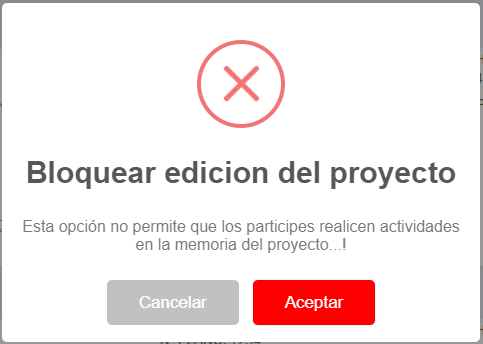 Bloquear edicion del proyecto
Esta opción no permite que los participes realicen actividades
en la memoria del proyecto...!
Cancelar
Aceptar